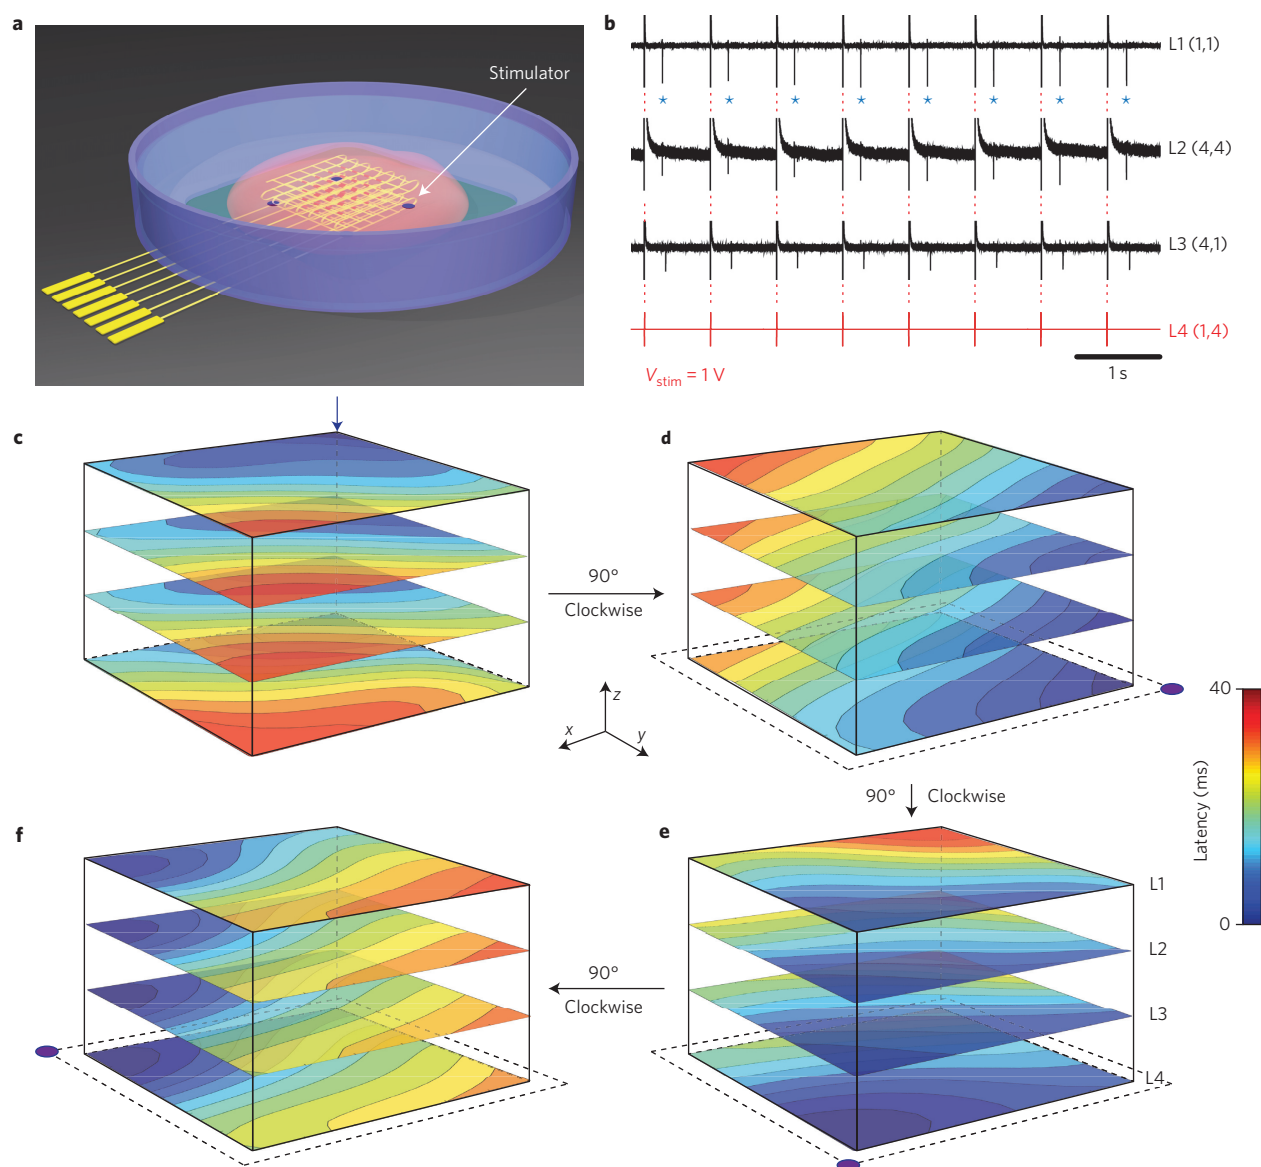 a
Stimulator
b
L1 (1,1)
* * * * * * * *
L2 (4,4)
L3 (4,1)
L4 (1,4)
V_stim = 1 V
1 s
c
d
90°
Clockwise
z
x
y
40
Latency (ms)
0
90° Clockwise
f
e
L1
L2
L3
L4
90°
Clockwise